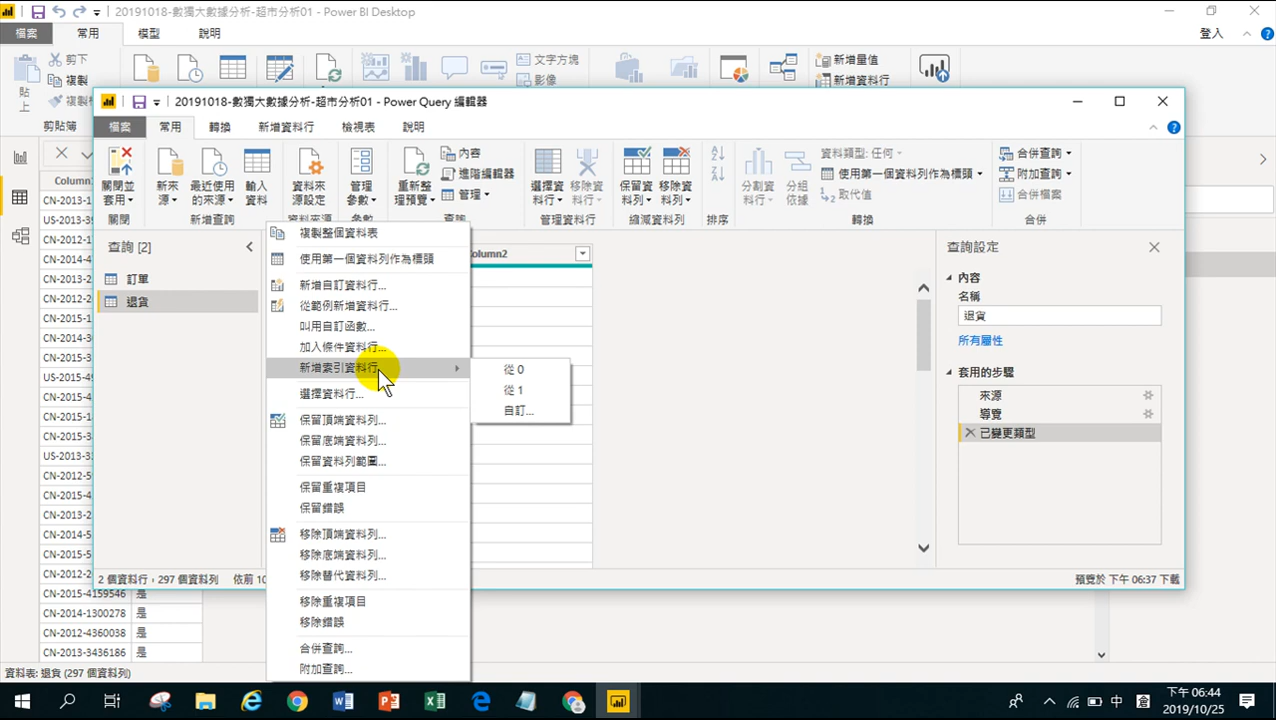 20191018-數獨大數據分析-超市分析01 - Power BI Desktop
檔案 常用 模型 說明 登入
剪下
複製
貼上
剪貼簿
文字方塊
影像
新增量值
新增資料行
20191018-數獨大數據分析-超市分析01 - Power Query 編輯器
檔案 常用 轉換 新增資料行 檢視表 說明
關閉並套用
關閉
新來源
最近使用的來源
輸入資料
新增查詢
資料來源設定
資料來源
管理參數
參數
重新整理預覽
內容
進階編輯器
管理
查詢
選擇資料行
移除資料行
管理資料行
保留資料列
移除資料列
縮減資料列
排序
分割資料行
分組依據
資料類型: 任何
使用第一個資料列作為標頭
取代值
轉換
合併查詢
附加查詢
合併檔案
合併
查詢 [2]
訂單
退貨
複製整個資料表
使用第一個資料列作為標頭
新增自訂資料行...
從範例新增資料行...
叫用自訂函數...
加入條件資料行...
新增索引資料行
選擇資料行...
保留頂端資料列...
保留底端資料列...
保留資料列範圍...
保留重複項目
保留錯誤
移除頂端資料列...
移除底端資料列...
移除替代資料列...
移除重複項目
移除錯誤
合併查詢...
附加查詢...
從 0
從 1
自訂...
olumn2
查詢設定
內容
名稱
退貨
所有屬性
套用的步驟
來源
導覽
已變更類型
2 個資料行，297 個資料列 依前 10
預覽於 下午 06:37 下載
Column
CN-2013-1
US-2013-3
CN-2012-1
CN-2014-4
CN-2013-2
CN-2012-2
CN-2014-2
CN-2014-3
CN-2015-3
US-2015-4
CN-2013-1
CN-2014-4
CN-2013-3
US-2013-3
CN-2012-5
CN-2015-4
CN-2015-4
CN-2014-5
CN-2015-4
CN-2012-2
CN-2015-4159546 是
CN-2014-1300278 是
CN-2012-4360038 是
CN-2013-3436186 是
資料表: 退貨 (297 個資料列)
中
下午 06:44
2019/10/25